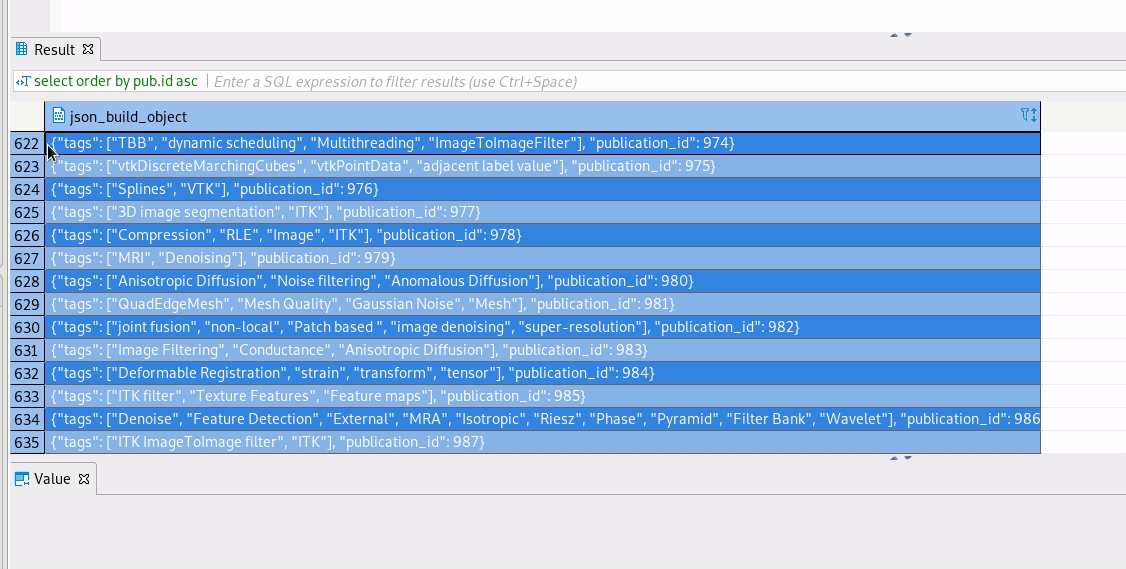 Result
select order by pub.id asc Enter a SQL expression to filter results (use Ctrl+Space)
json_build_object
622 {"tags": ["TBB", "dynamic scheduling", "Multithreading", "ImageToImageFilter"], "publication_id": 974}
623 {"tags": ["vtkDiscreteMarchingCubes", "vtkPointData", "adjacent label value"], "publication_id": 975}
624 {"tags": ["Splines", "VTK"], "publication_id": 976}
625 {"tags": ["3D image segmentation", "ITK"], "publication_id": 977}
626 {"tags": ["Compression", "RLE", "Image", "ITK"], "publication_id": 978}
627 {"tags": ["MRI", "Denoising"], "publication_id": 979}
628 {"tags": ["Anisotropic Diffusion", "Noise filtering", "Anomalous Diffusion"], "publication_id": 980}
629 {"tags": ["QuadEdgeMesh", "Mesh Quality", "Gaussian Noise", "Mesh"], "publication_id": 981}
630 {"tags": ["joint fusion", "non-local", "Patch based ", "image denoising", "super-resolution"], "publication_id": 982}
631 {"tags": ["Image Filtering", "Conductance", "Anisotropic Diffusion"], "publication_id": 983}
632 {"tags": ["Deformable Registration", "strain", "transform", "tensor"], "publication_id": 984}
633 {"tags": ["ITK filter", "Texture Features", "Feature maps"], "publication_id": 985}
634 {"tags": ["Denoise", "Feature Detection", "External", "MRA", "Isotropic", "Riesz", "Phase", "Pyramid", "Filter Bank", "Wavelet"], "publication_id": 986
635 {"tags": ["ITK ImageToImage filter", "ITK"], "publication_id": 987}
Value